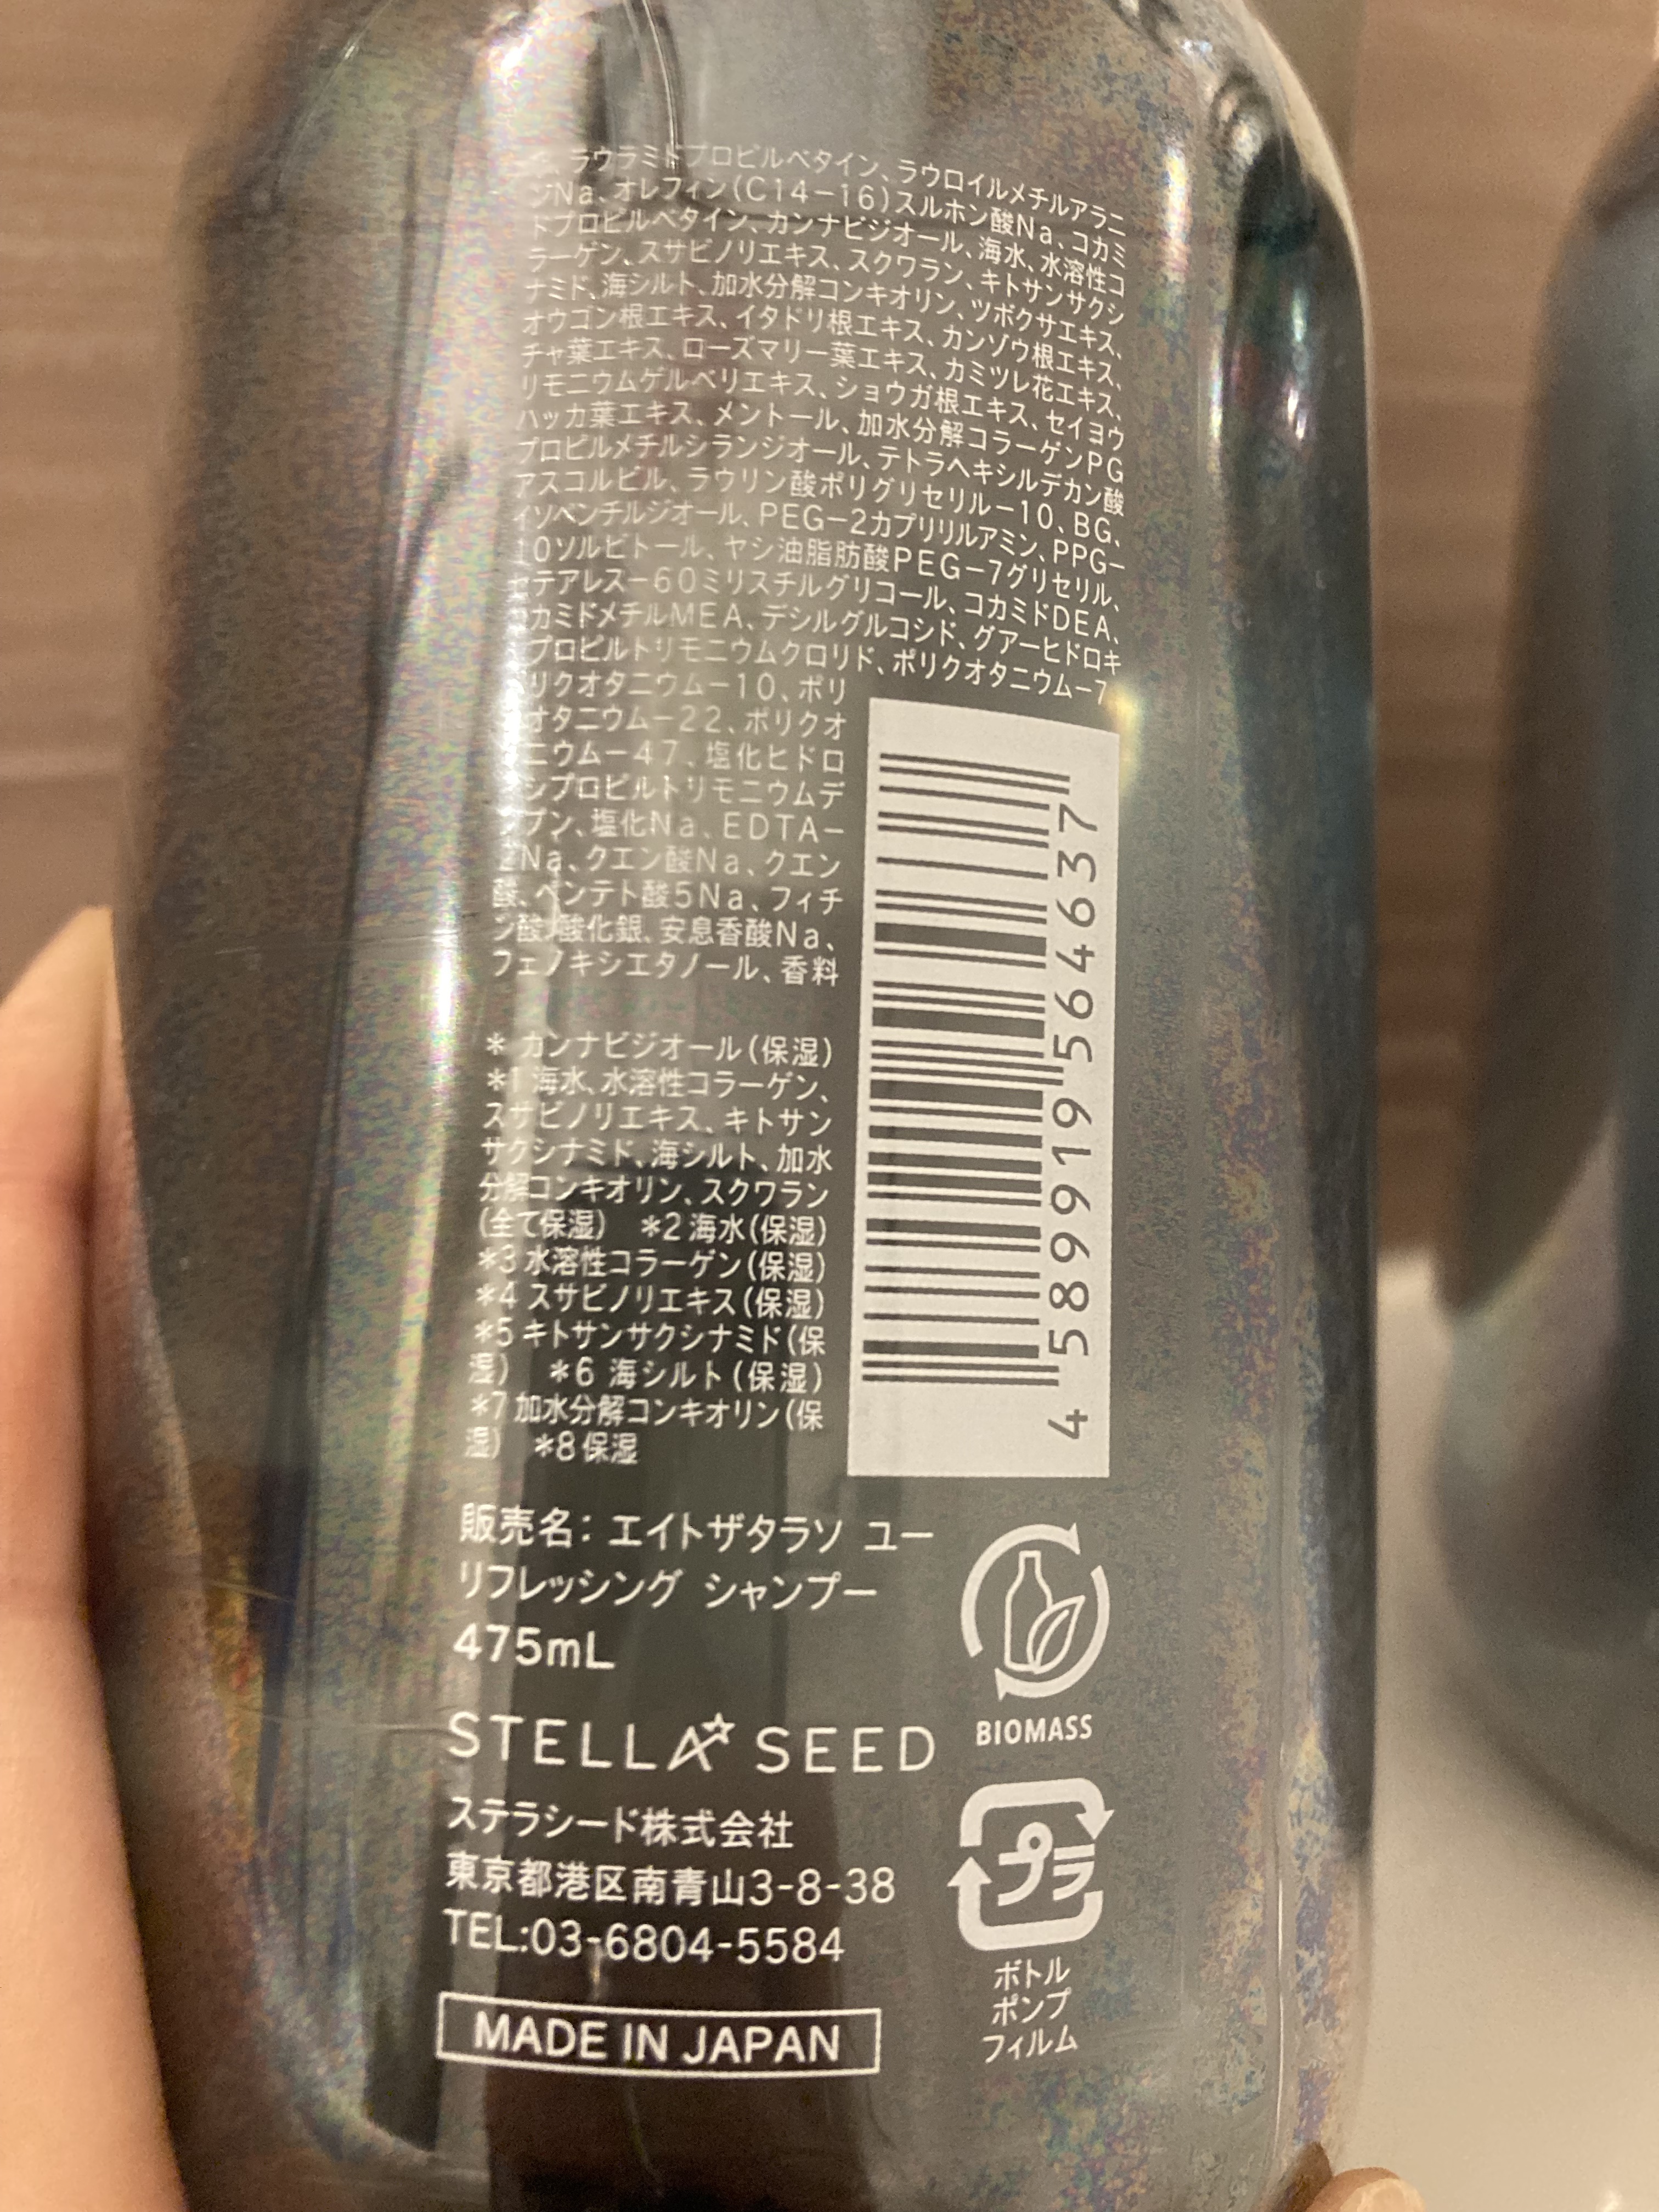 水、ラウラミドプロピルベタイン、ラウロイルメチルアラニ
ンNa、オレフィン(C14-16)スルホン酸Na、コカミ
ドプロピルベタイン、カンナビジオール、海水、水溶性コ
ラーゲン、スサビノリエキス、スクワラン、キトサンサクシ
ナミド、海シルト、加水分解コンキオリン、ツボクサエキス、
オウゴン根エキス、イタドリ根エキス、カンゾウ根エキス、
チャ葉エキス、ローズマリー葉エキス、カミツレ花エキス、
リモニウムゲルベリエキス、ショウガ根エキス、セイヨウ
ハッカ葉エキス、メントール、加水分解コラーゲンPG
プロピルメチルシランジオール、テトラヘキシルデカン酸
アスコルビル、ラウリン酸ポリグリセリル-10、BG、
イソペンチルジオール、PEG-2カプリリルアミン、PPG-
10ソルビトール、ヤシ油脂肪酸PEG-7グリセリル、
セテアレス-60ミリスチルグリコール、コカミドDEA、
カミドメチルMEA、デシルグルコシド、グアーヒドロキ
プロピルトリモニウムクロリド、ポリクオタニウム-7
リクオタニウム-10、ポリ
オタニウム-22、ポリクオ
ニウム-47、塩化ヒドロ
シプロピルトリモニウムデ
プン、塩化Na、EDTA-
2Na、クエン酸Na、クエン
酸、ペンテト酸5Na、フィチ
ン酸、酸化銀、安息香酸Na、
フェノキシエタノール、香料
* カンナビジオール(保湿)
*1 海水、水溶性コラーゲン、
スサビノリエキス、キトサン
サクシナミド、海シルト、加水
分解コンキオリン、スクワラン
(全て保湿) *2 海水(保湿)
*3 水溶性コラーゲン(保湿)
*4 スサビノリエキス(保湿)
*5 キトサンサクシナミド(保
湿) *6 海シルト(保湿)
*7 加水分解コンキオリン(保
湿) *8 保湿
4 589919 564637
販売名：エイトザタラソ ユー
リフレッシング シャンプー
475mL
BIOMASS
STELLA SEED
ステラシード株式会社
東京都港区南青山3-8-38
TEL:03-6804-5584
プラ
ボトル
ポンプ
フィルム
MADE IN JAPAN